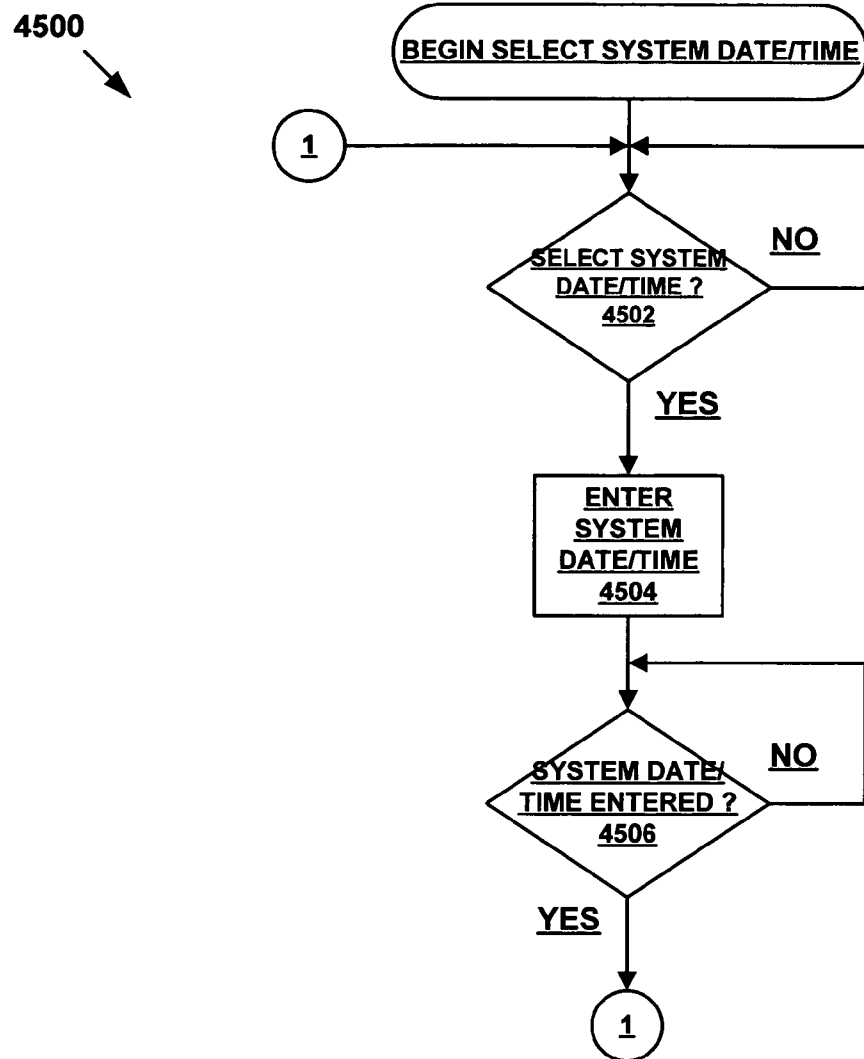 4500
BEGIN SELECT SYSTEM DATE/TIME
1
SELECT SYSTEM
DATE/TIME ?
4502
NO
YES
ENTER
SYSTEM
DATE/TIME
4504
SYSTEM DATE/
TIME ENTERED ?
4506
NO
YES
1